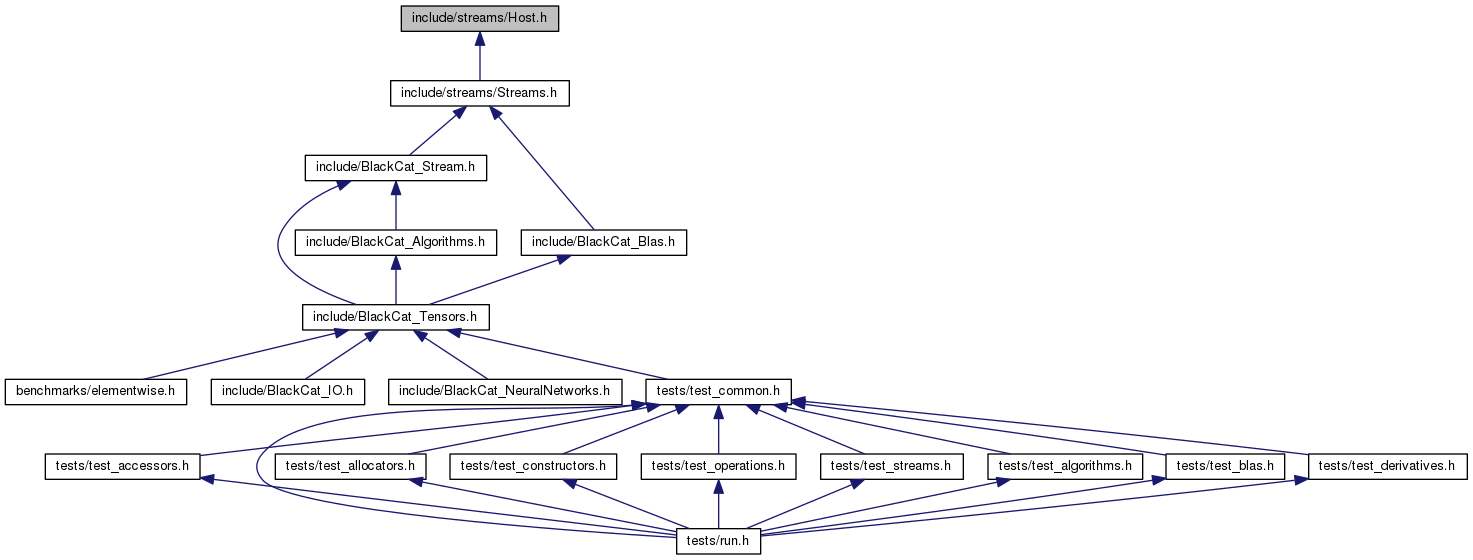 include/streams/Host.h
include/streams/Streams.h
include/BlackCat_Stream.h
include/BlackCat_Algorithms.h
include/BlackCat_Blas.h
include/BlackCat_Tensors.h
benchmarks/elementwise.h
include/BlackCat_IO.h
include/BlackCat_NeuralNetworks.h
tests/test_common.h
tests/test_accessors.h
tests/test_allocators.h
tests/test_constructors.h
tests/test_operations.h
tests/test_streams.h
tests/test_algorithms.h
tests/test_blas.h
tests/test_derivatives.h
tests/run.h